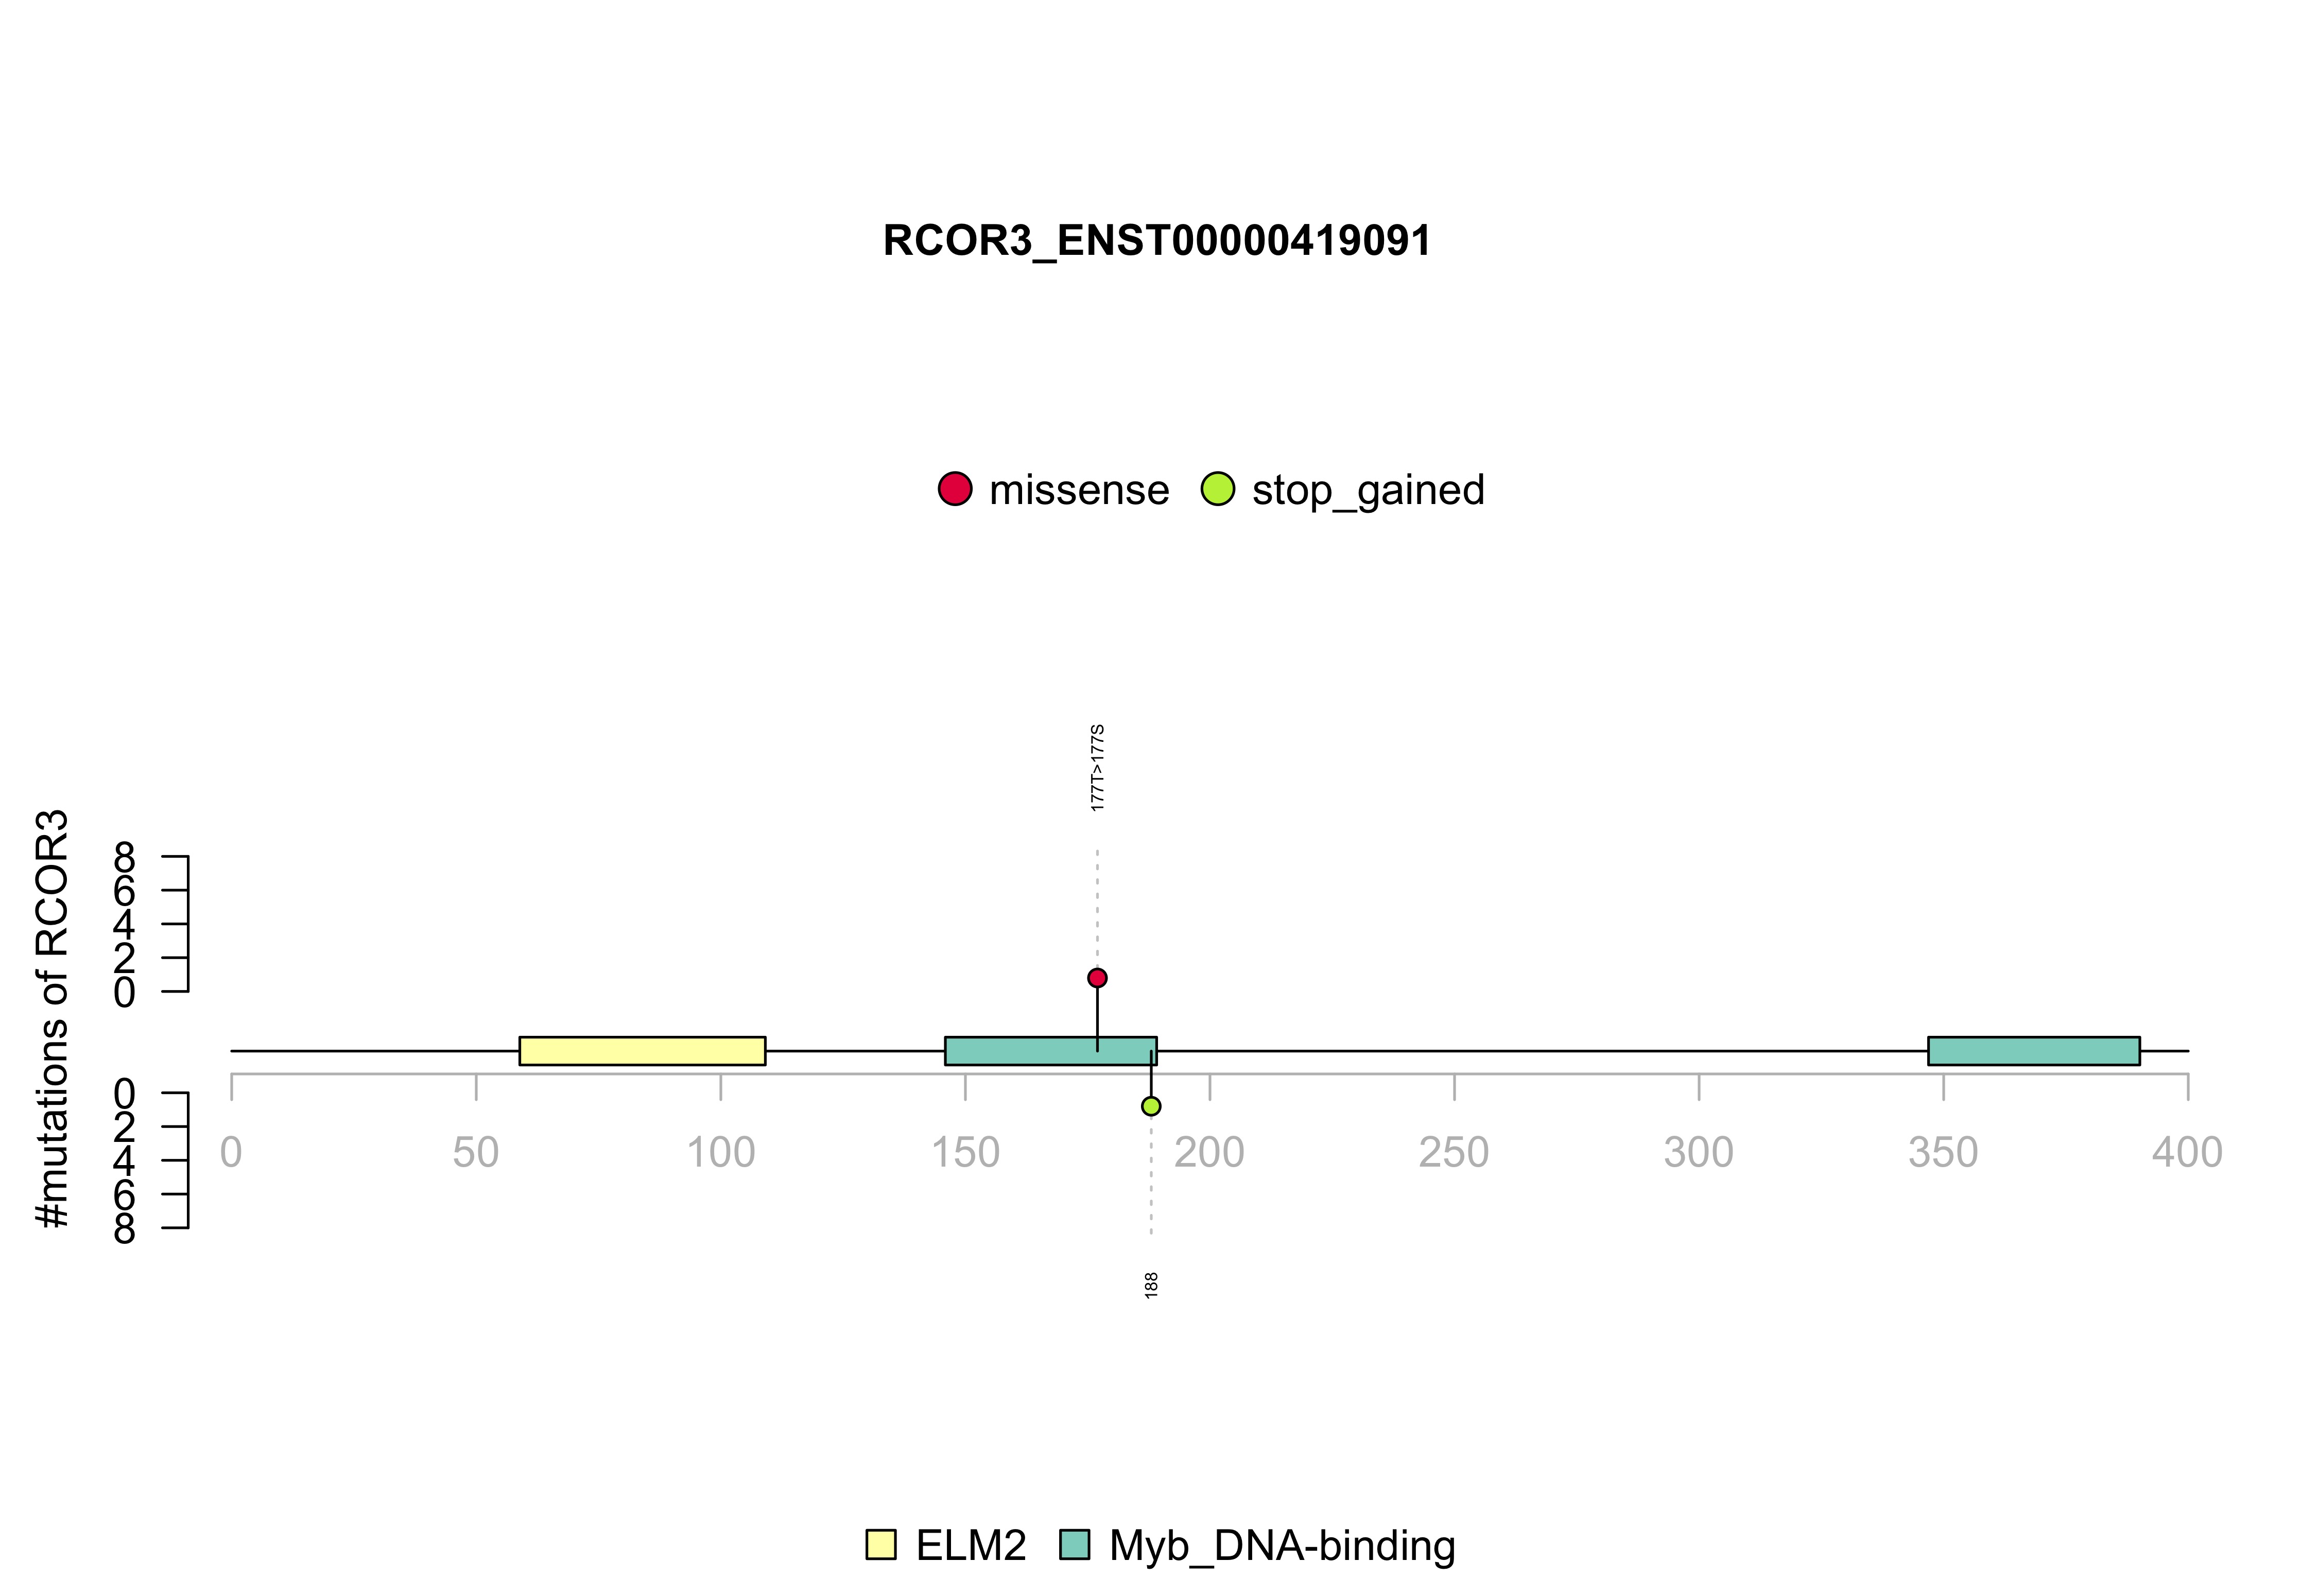 RCOR3_ENST00000419091
missense stop_gained
177T>177S
#mutations of RCOR3
8
6
4
2
0
0
2
4
6
8
0 50 100 150 200 250 300 350 400
188
ELM2 Myb_DNA-binding